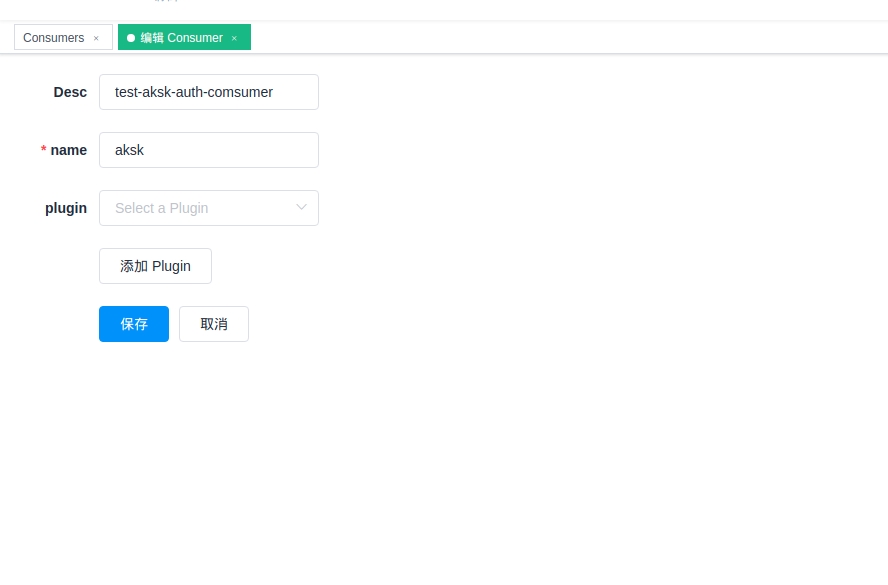 Consumers ×
编辑 Consumer ×
Desc test-aksk-auth-comsumer
* name aksk
plugin Select a Plugin
添加 Plugin
保存 取消